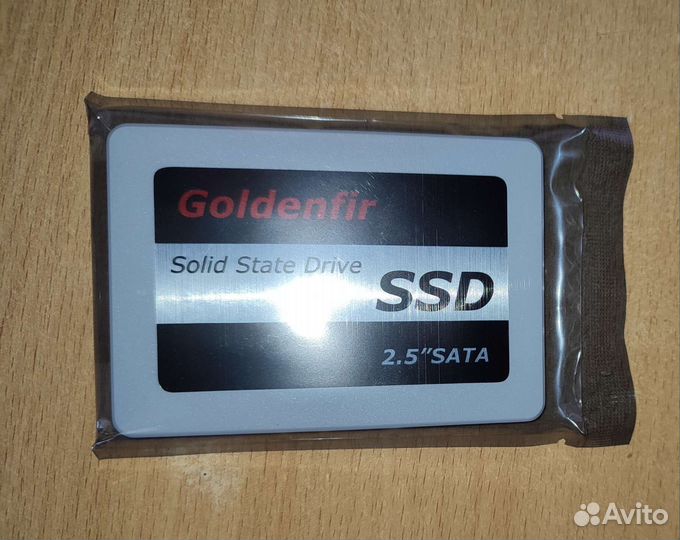 Goldenfir
Solid State Drive
SSD
2.5"SATA
Avito